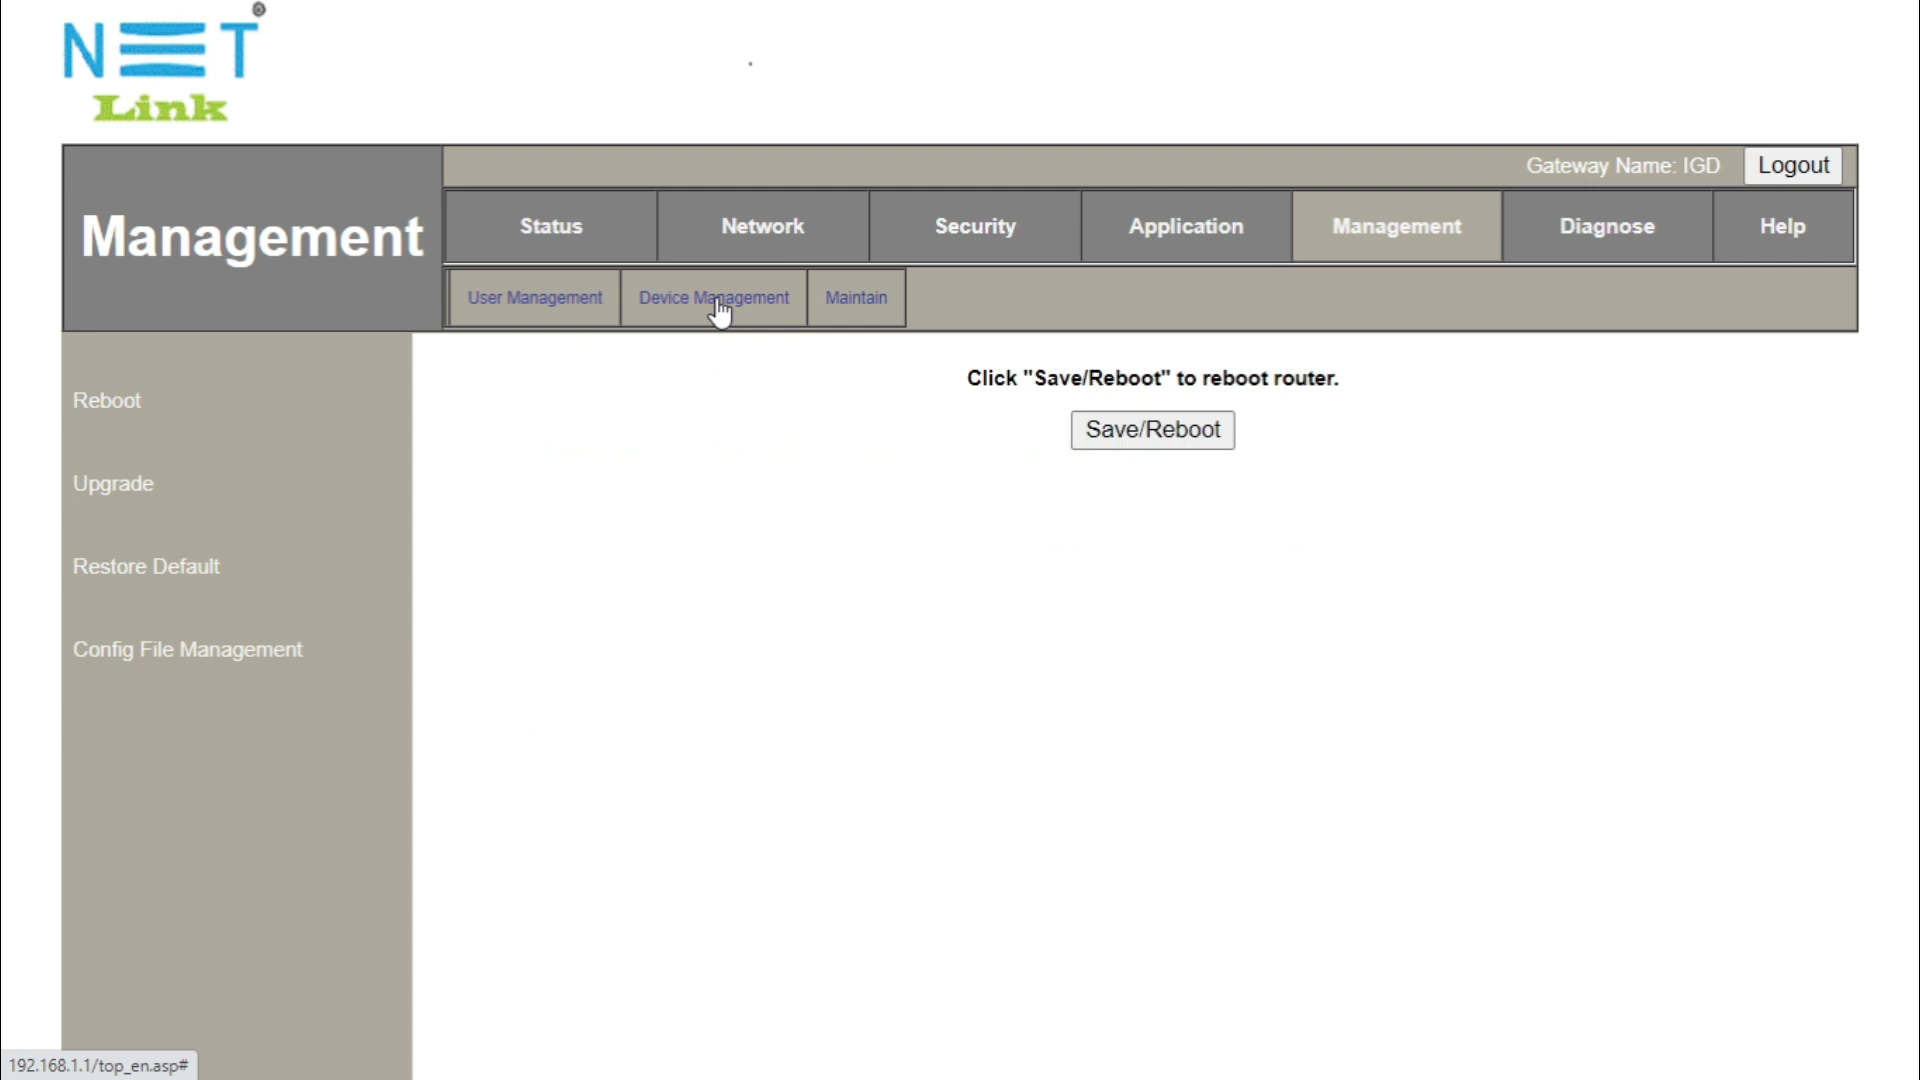 NET
Link
Gateway Name: IGD Logout
Management
Status Network Security Application Management Diagnose Help
User Management Device Management Maintain
Reboot
Upgrade
Restore Default
Config File Management
Click "Save/Reboot" to reboot router.
Save/Reboot
192.168.1.1/top_en.asp#